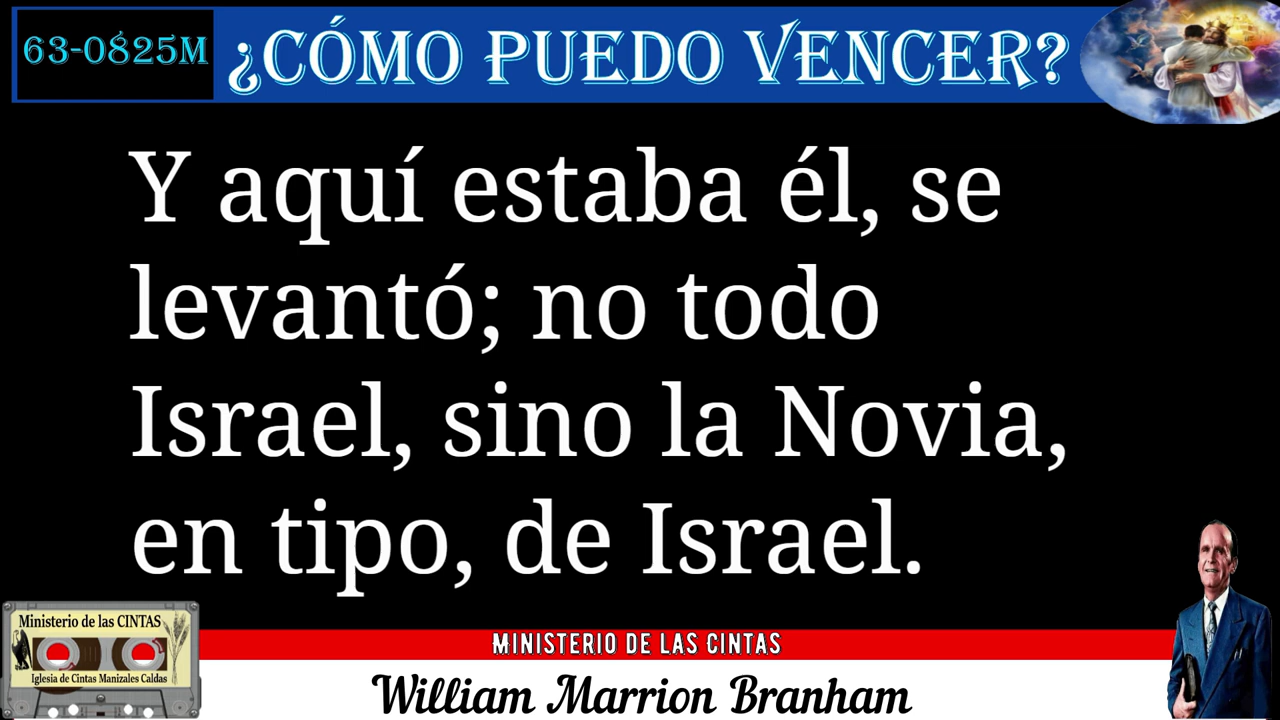 63-0825M
¿CÓMO PUEDO VENCER?
Y aquí estaba él, se
levantó; no todo
Israel, sino la Novia,
en tipo, de Israel.
Ministerio de las CINTAS
Iglesia de Cintas Manizales Caldas
MINISTERIO DE LAS CINTAS
William Marrion Branham